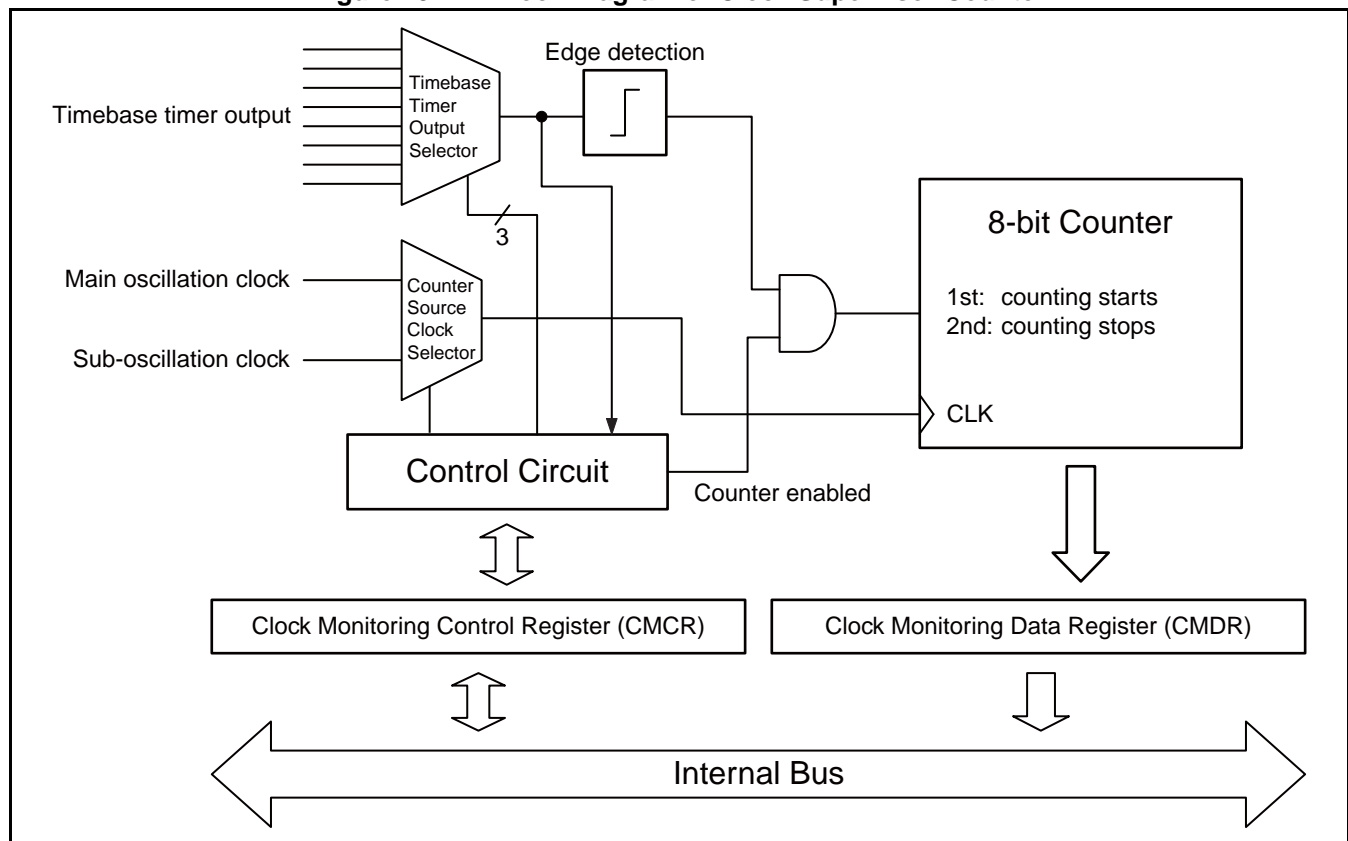 Edge detection
Timebase
Timer
Output
Selector
Timebase timer output
3
8-bit Counter
1st: counting starts
2nd: counting stops
CLK
Main oscillation clock
Counter
Source
Clock
Selector
Sub-oscillation clock
Control Circuit
Counter enabled
Clock Monitoring Control Register (CMCR)
Clock Monitoring Data Register (CMDR)
Internal Bus